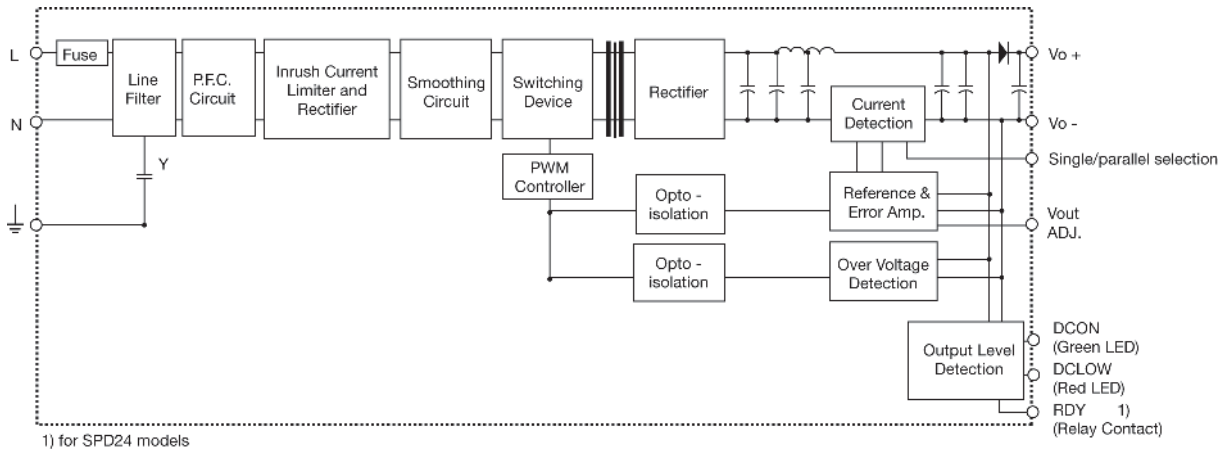 L
Fuse
Line
Filter
P.F.C.
Circuit
Inrush Current
Limiter and
Rectifier
Smoothing
Circuit
Switching
Device
Rectifier
Current
Detection
Vo +
N
Vo -
Y
PWM
Controller
Single/parallel selection
Opto -
isolation
Reference &
Error Amp.
Vout
ADJ.
Opto -
isolation
Over Voltage
Detection
Output Level
Detection
DCON
(Green LED)
DCLOW
(Red LED)
RDY 1)
(Relay Contact)
1) for SPD24 models